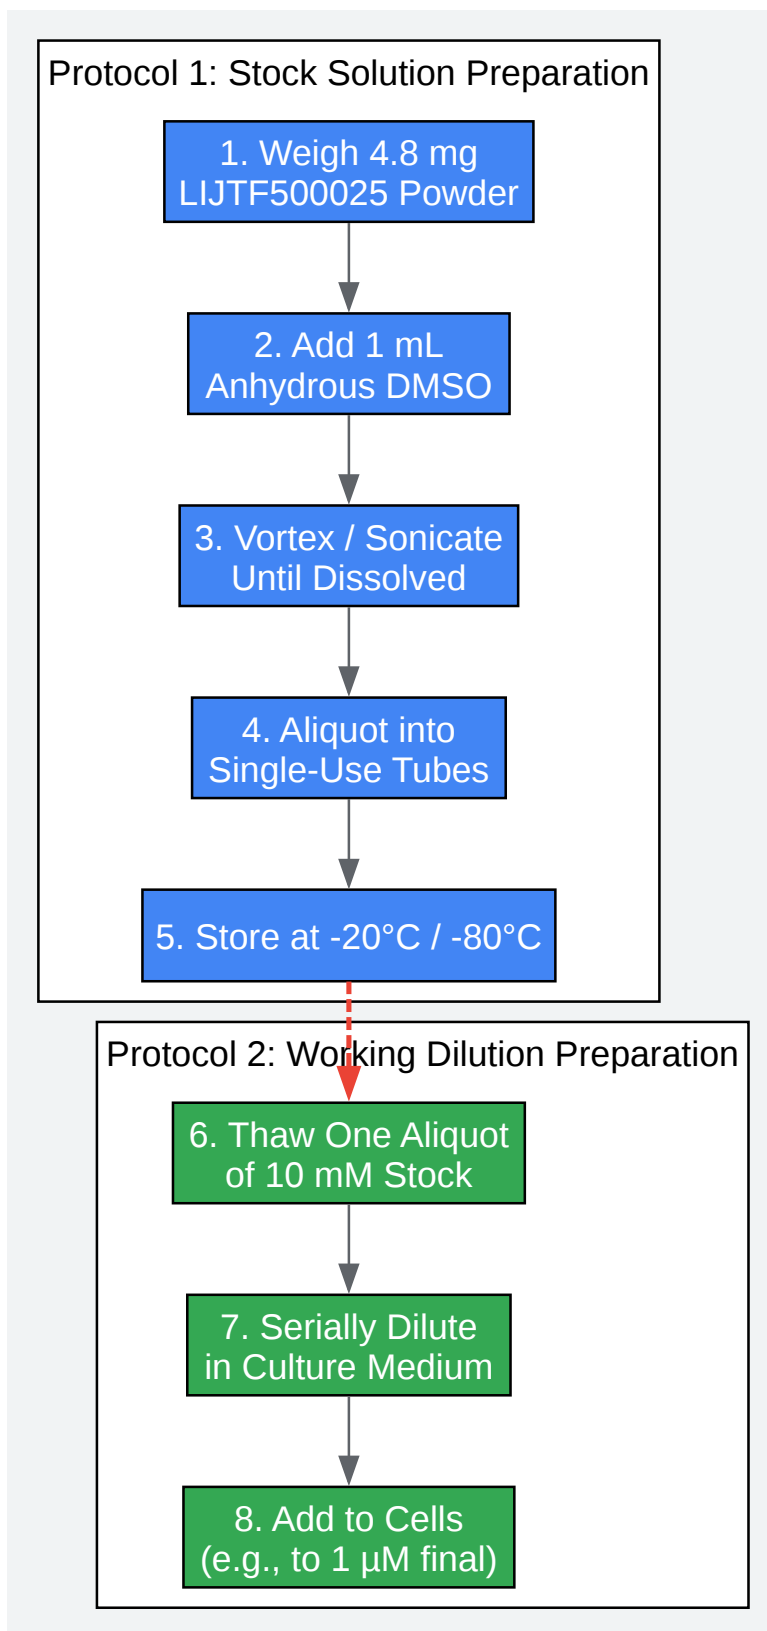 Protocol 1: Stock Solution Preparation
1. Weigh 4.8 mg
LIJTF500025 Powder
2. Add 1 mL
Anhydrous DMSO
3. Vortex / Sonicate
Until Dissolved
4. Aliquot into
Single-Use Tubes
5. Store at -20°C / -80°C
Protocol 2: Working Dilution Preparation
6. Thaw One Aliquot
of 10 mM Stock
7. Serially Dilute
in Culture Medium
8. Add to Cells
(e.g., to 1 µM final)